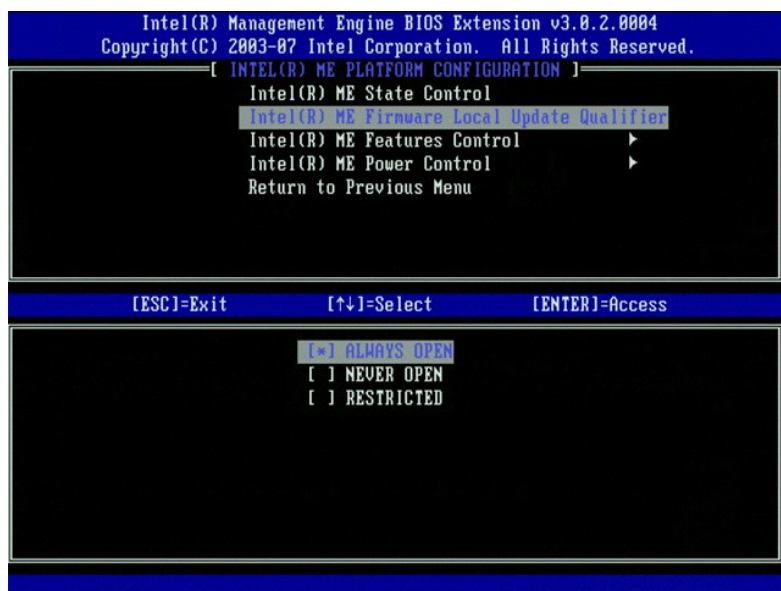 Intel(R) Management Engine BIOS Extension v3.0.2.0004
Copyright(C) 2003-07 Intel Corporation. All Rights Reserved.
[ INTEL(R) ME PLATFORM CONFIGURATION ]
Intel(R) ME State Control
Intel(R) ME Firmware Local Update Qualifier
Intel(R) ME Features Control ►
Intel(R) ME Power Control ►
Return to Previous Menu
[ESC]=Exit [↑↓]=Select [ENTER]=Access
[*] ALWAYS OPEN
[ ] NEVER OPEN
[ ] RESTRICTED